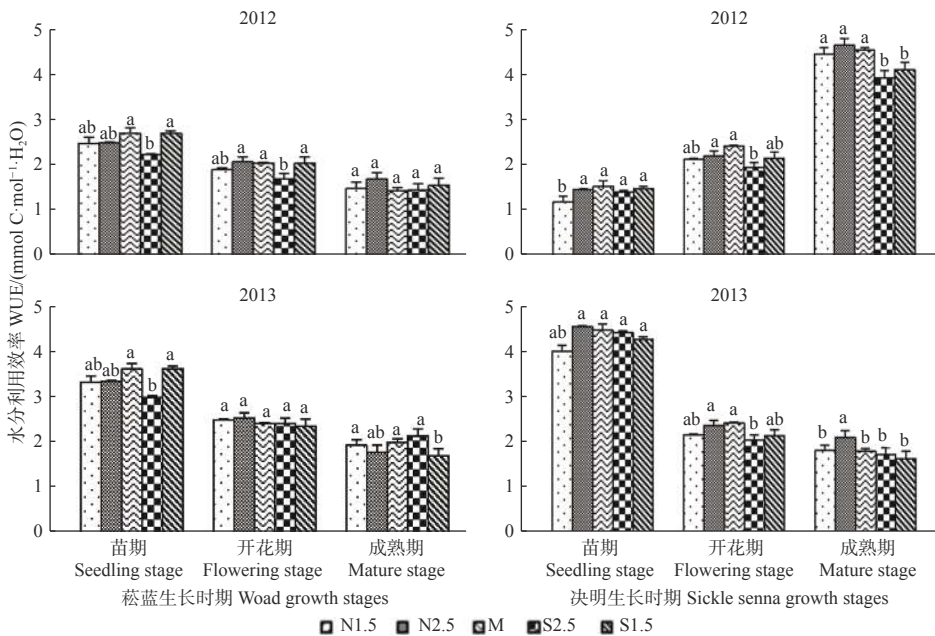 2012
2012
水分利用效率 WUE/(mmol C·mol⁻¹·H₂O)
5
4
3
2
1
0
ab ab a b a
ab a a b a
a a a a a
5
4
3
2
1
0
b a a a a
ab a a b ab
a a a b b
2013
2013
5
4
3
2
1
0
ab ab a b a
a a a a a
a ab a a b
5
4
3
2
1
0
ab a a a a
ab a a b ab
b a b b b
苗期 开花期 成熟期
Seedling stage Flowering stage Mature stage
菘蓝生长时期 Woad growth stages
苗期 开花期 成熟期
Seedling stage Flowering stage Mature stage
决明生长时期 Sickle senna growth stages
N1.5 N2.5 M S2.5 S1.5